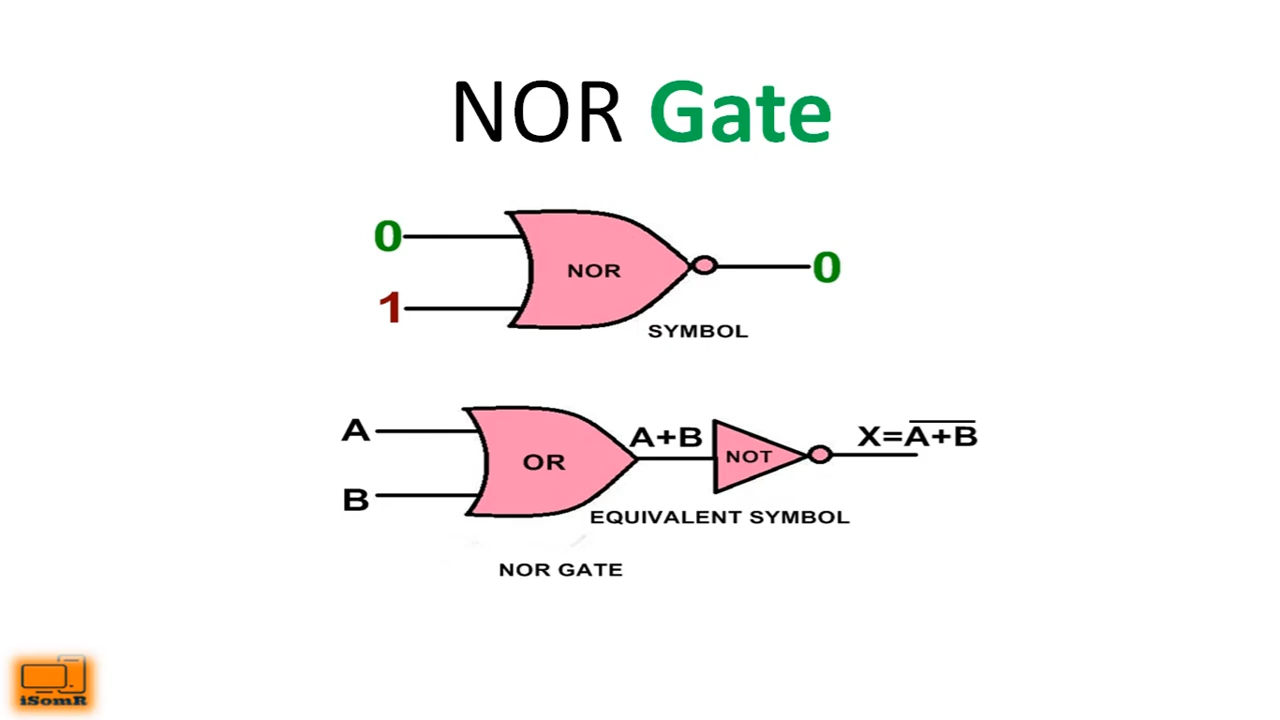 NOR Gate
0
NOR
0
1
SYMBOL
A
A+B
X=A̅+̅B̅
OR
NOT
B
EQUIVALENT SYMBOL
NOR GATE
iSomR